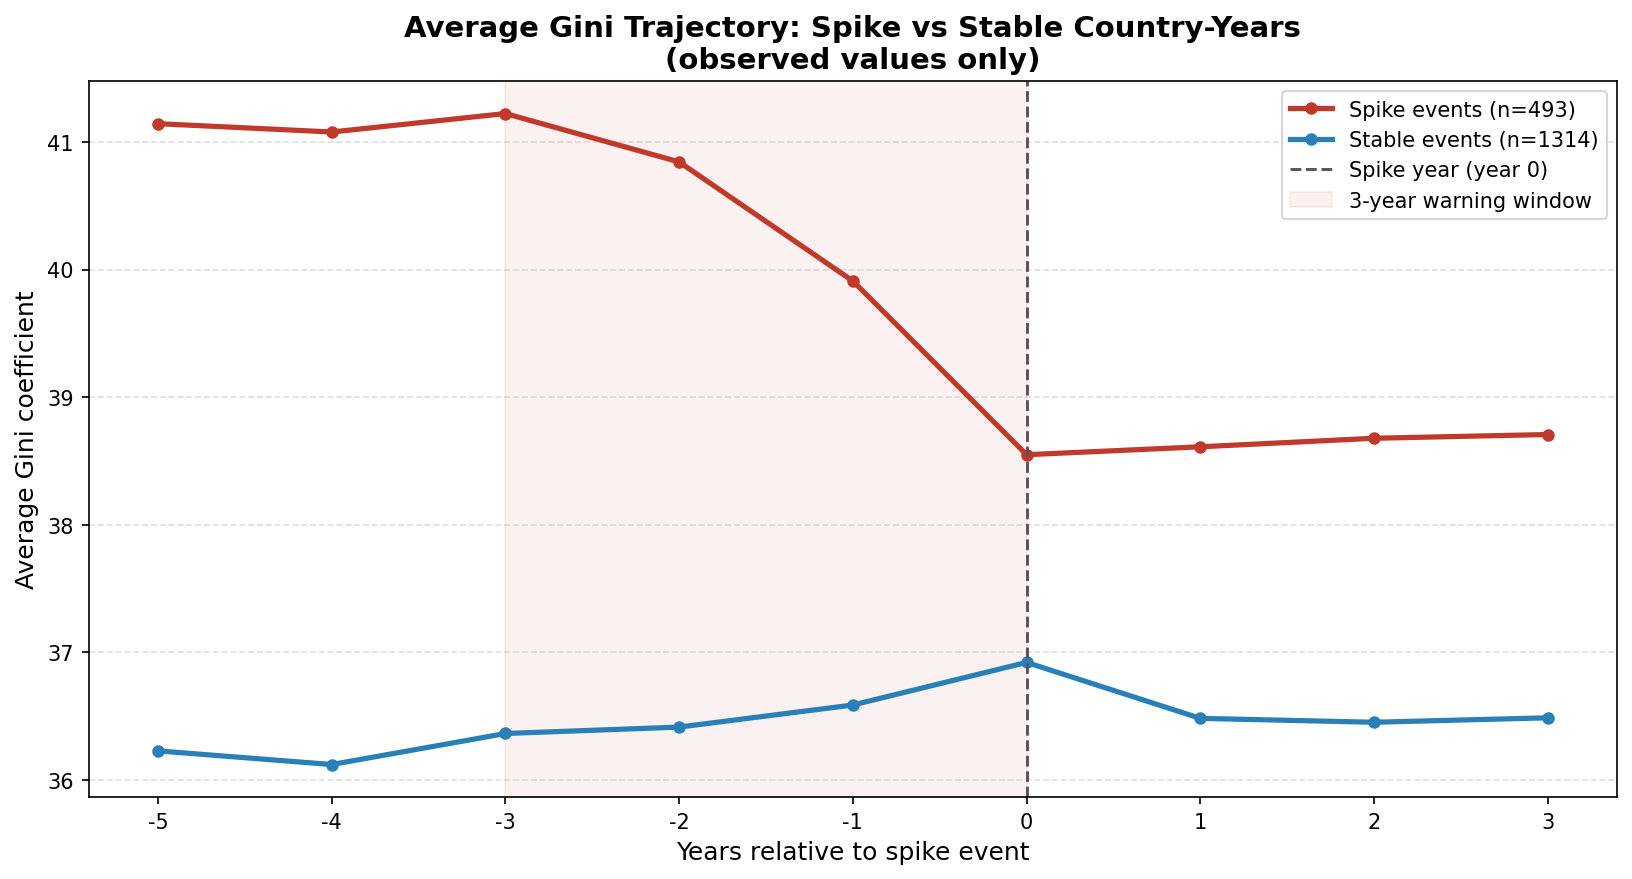 Average Gini Trajectory: Spike vs Stable Country-Years
(observed values only)
Spike events (n=493)
Stable events (n=1314)
Spike year (year 0)
3-year warning window
Average Gini coefficient
41
40
39
38
37
36
-5 -4 -3 -2 -1 0 1 2 3
Years relative to spike event